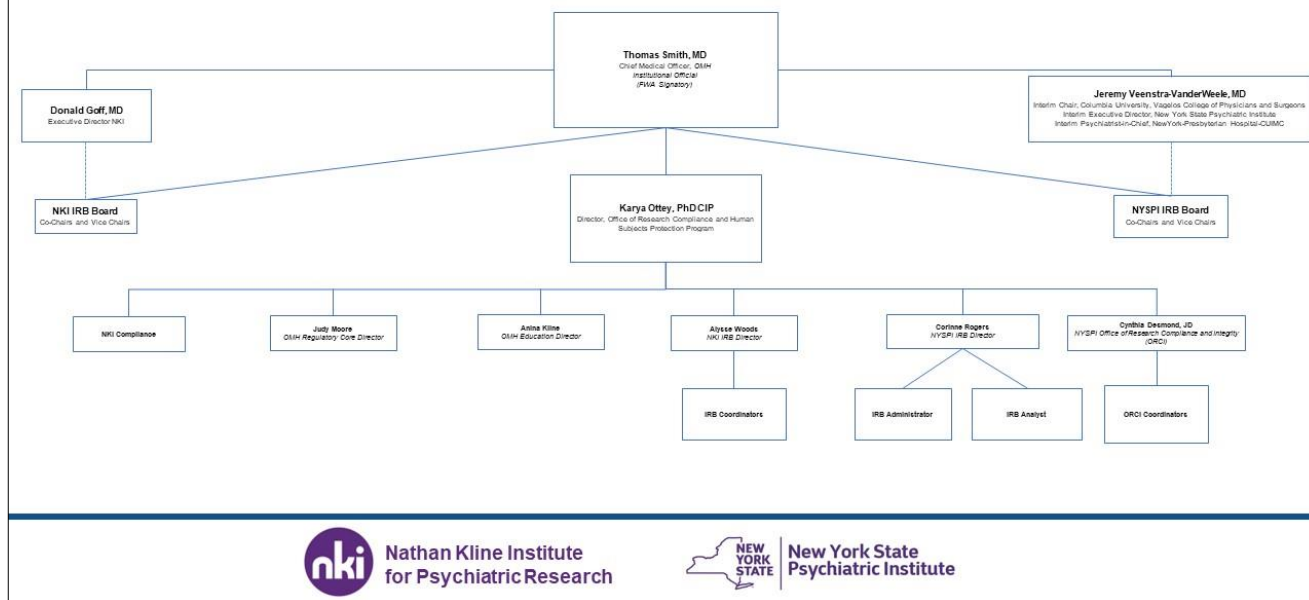 Thomas Smith, MD
Chief Medical Officer, OMH
Institutional Official
(FWA Signatory)
Donald Goff, MD
Executive Director NKI
Jeremy Veenstra-VanderWeele, MD
Interim Chair, Columbia University, Vagelos College of Physicians and Surgeons
Interim Executive Director, New York State Psychiatric Institute
Interim Psychiatrist-in-Chief, NewYork-Presbyterian Hospital-CUIMC
NKI IRB Board
Co-Chairs and Vice Chairs
Karya Ottey, PhD CIP
Director, Office of Research Compliance and Human
Subjects Protection Program
NYSPI IRB Board
Co-Chairs and Vice Chairs
NKI Compliance
Judy Moore
OMH Regulatory Core Director
Anina Kline
OMH Education Director
Alysse Woods
NKI IRB Director
Corinne Rogers
NYSPI IRB Director
Cynthia Desmond, JD
NYSPI Office of Research Compliance and Integrity
(ORCI)
IRB Coordinators
IRB Administrator
IRB Analyst
ORCI Coordinators
nki
Nathan Kline Institute
for Psychiatric Research
NEW
YORK
STATE
New York State
Psychiatric Institute